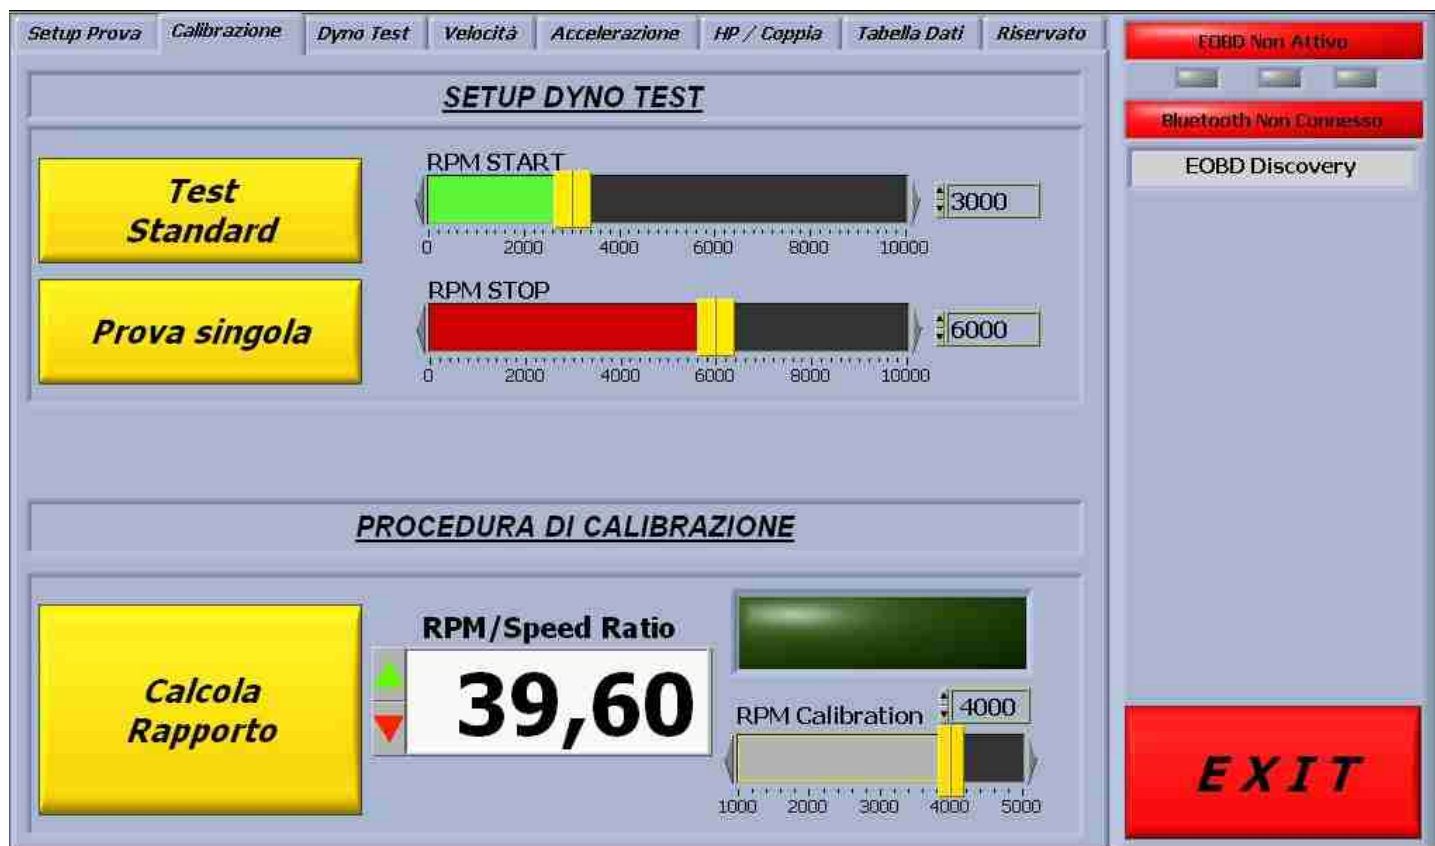 Setup Prova Calibrazione Dyno Test Velocità Accelerazione HP / Coppia Tabella Dati Riservato
EOBD Non Attivo
Bluetooth Non Connesso
EOBD Discovery
SETUP DYNO TEST
Test
Standard
RPM START
3000
0 2000 4000 6000 8000 10000
Prova singola
RPM STOP
6000
0 2000 4000 6000 8000 10000
PROCEDURA DI CALIBRAZIONE
Calcola
Rapporto
RPM/Speed Ratio
39,60
RPM Calibration 4000
1000 2000 3000 4000 5000
EXIT